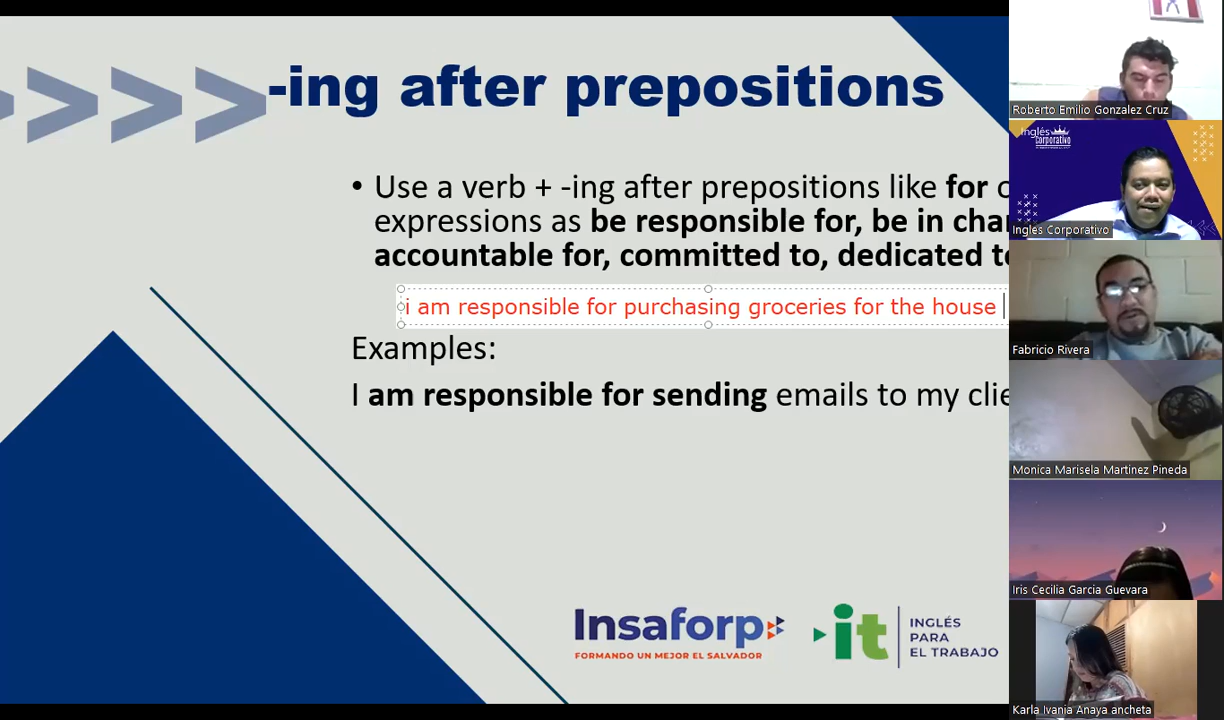 -ing after prepositions
• Use a verb + -ing after prepositions like for
expressions as be responsible for, be in
accountable for, committed to, dedicated
i am responsible for purchasing groceries for the house
Examples:
I am responsible for sending emails to my
Insaforp
FORMANDO UN MEJOR EL SALVADOR
it
INGLÉS
PARA
EL TRABAJO
Roberto Emilio Gonzalez Cruz
Inglés
Corporativo
Ingles Corporativo
Fabricio Rivera
Monica Marisela Martinez Pineda
Iris Cecilia Garcia Guevara
Karla Ivania Anaya ancheta